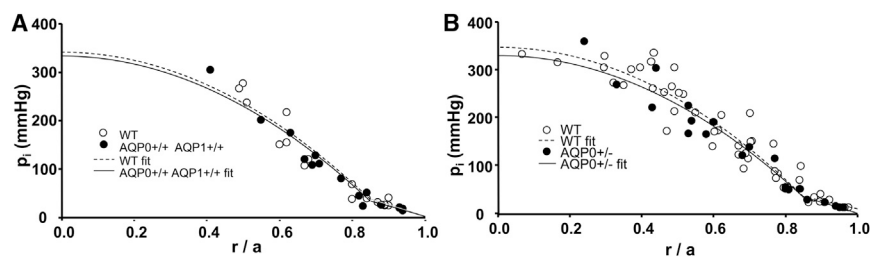 A
400
300
200
100
0
p_i (mmHg)
WT
AQP0+/+ AQP1+/+
WT fit
AQP0+/+ AQP1+/+ fit
0.0 0.2 0.4 0.6 0.8 1.0
r / a
B
400
300
200
100
0
p_i (mmHg)
WT
WT fit
AQP0+/-
AQP0+/- fit
0.0 0.2 0.4 0.6 0.8 1.0
r / a